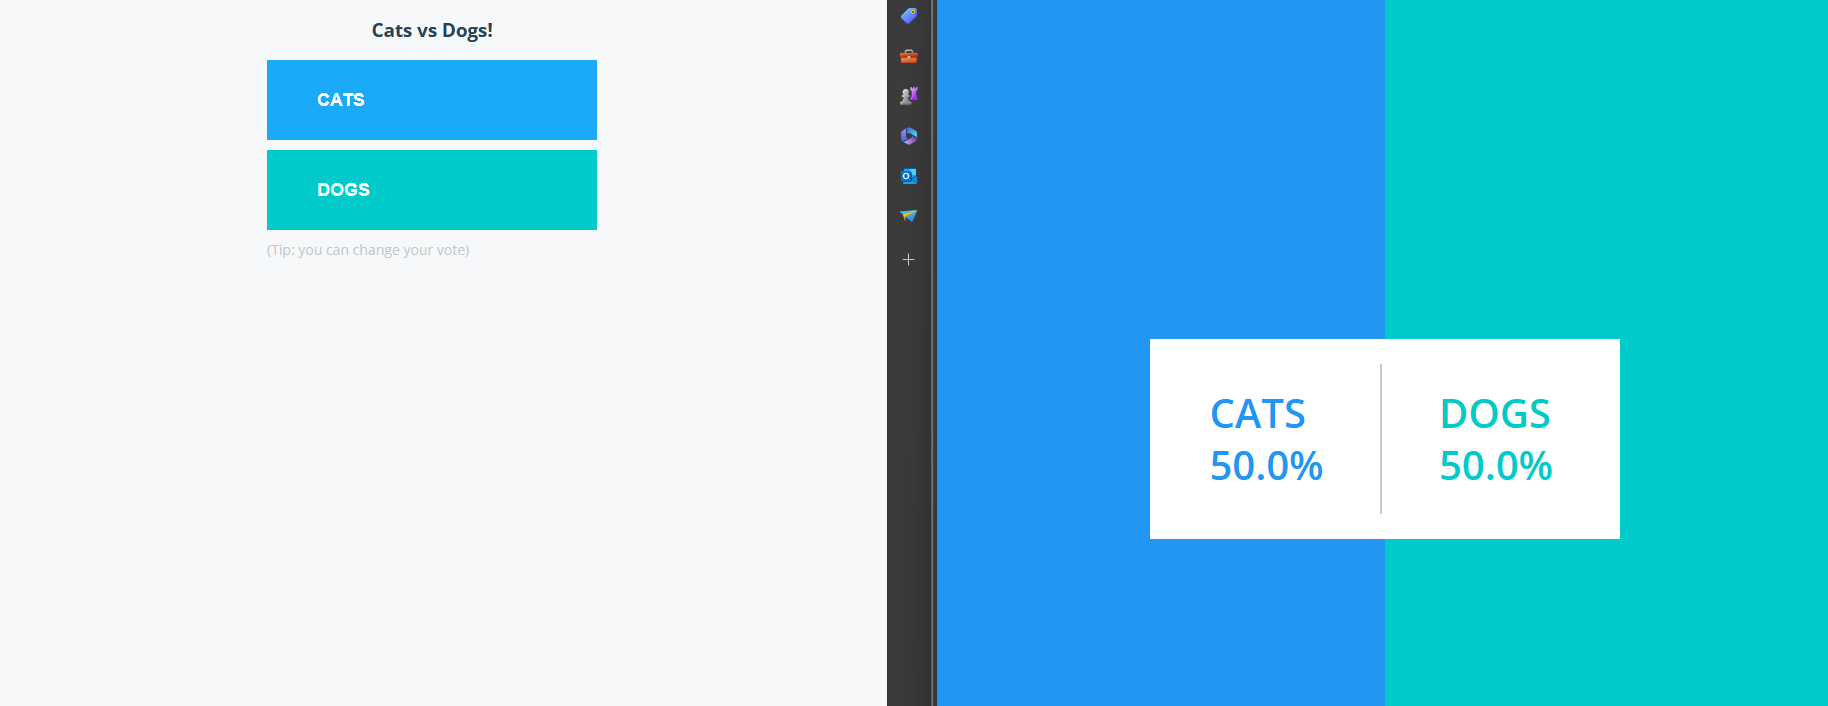 Cats vs Dogs!
CATS
DOGS
(Tip: you can change your vote)
CATS
50.0%
DOGS
50.0%